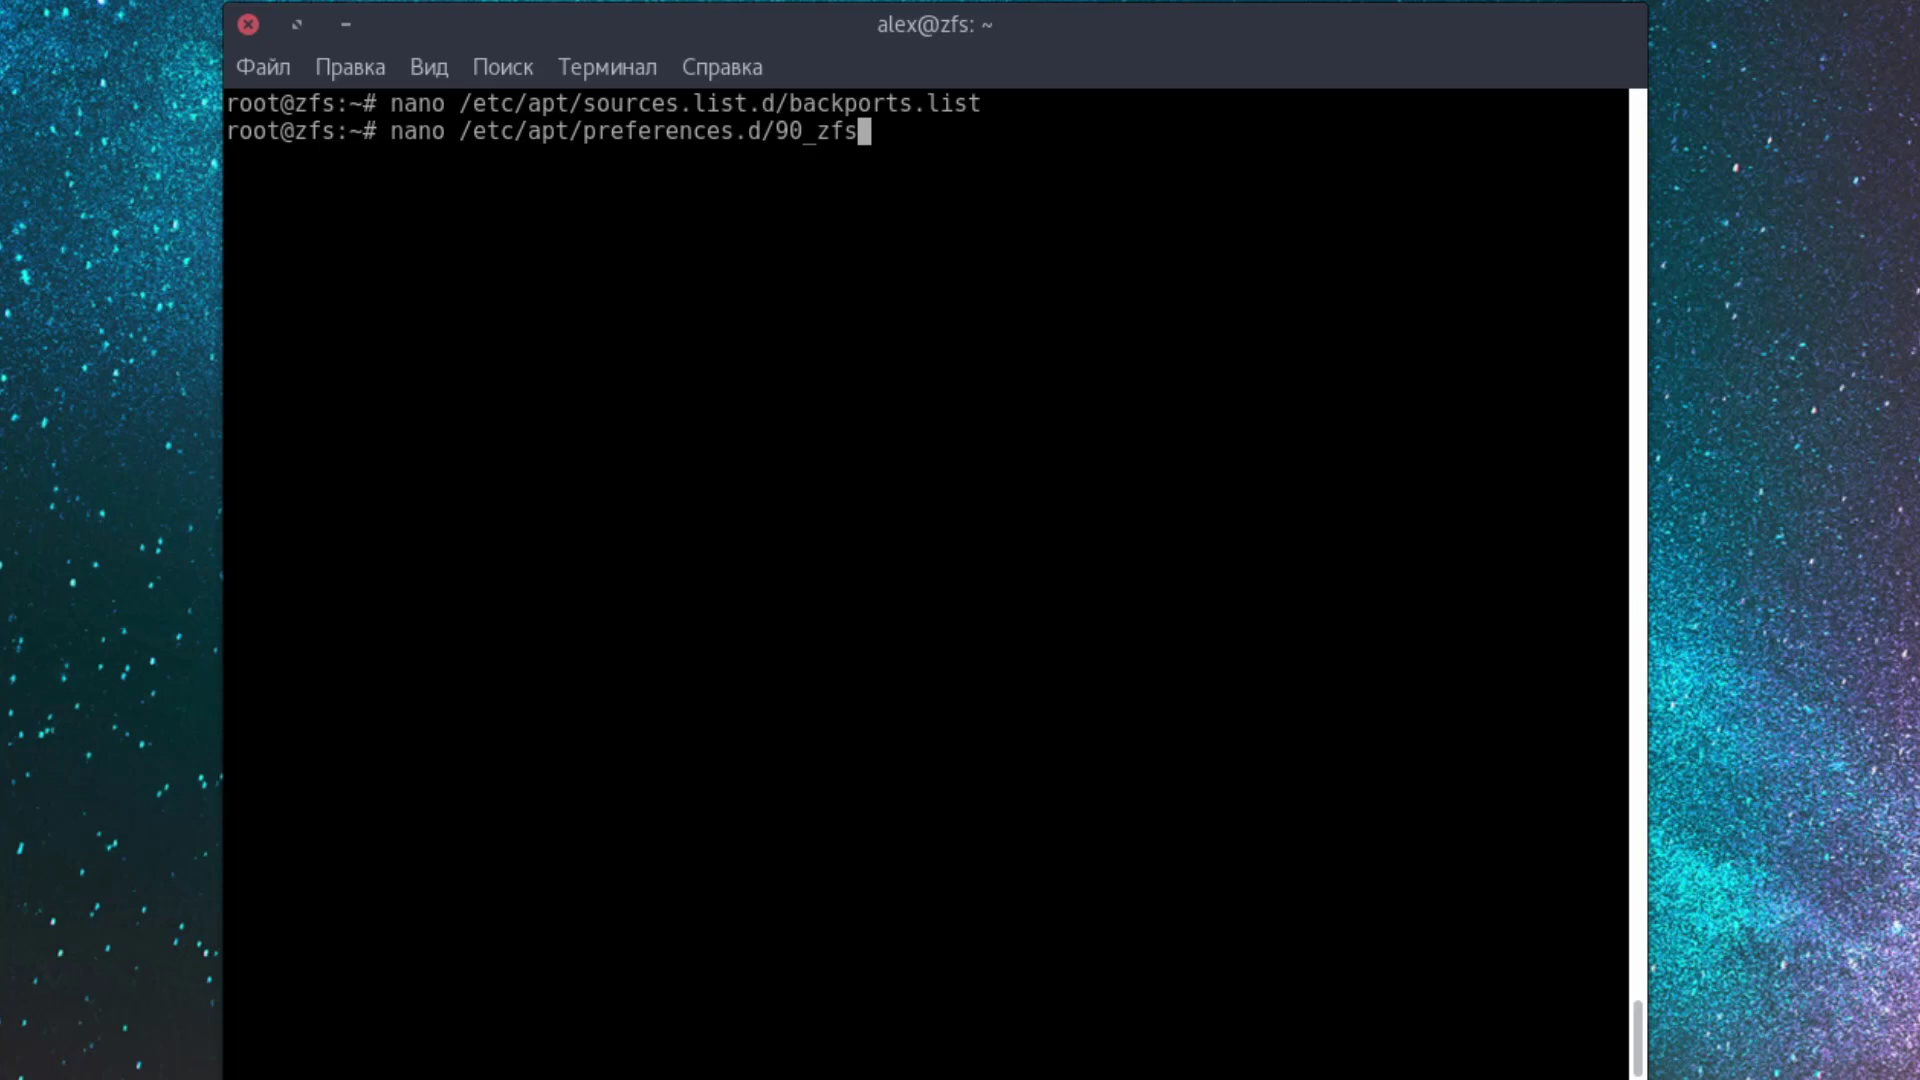 alex@zfs: ~
Файл Правка Вид Поиск Терминал Справка
root@zfs:~# nano /etc/apt/sources.list.d/backports.list
root@zfs:~# nano /etc/apt/preferences.d/90_zfs